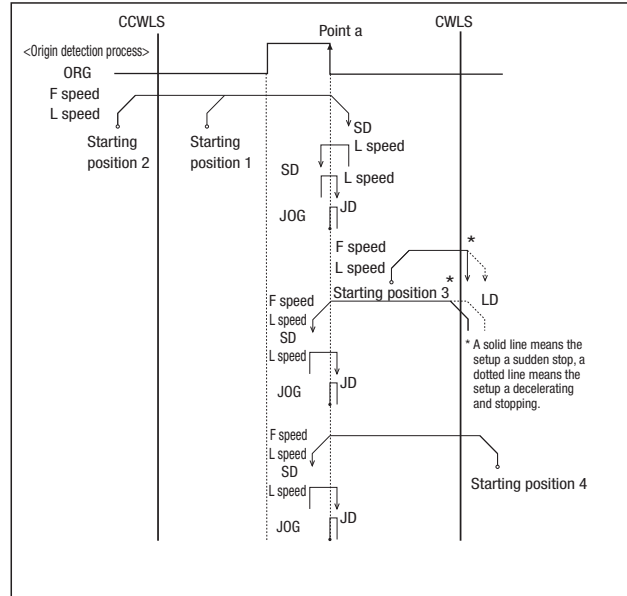 CCWLS
CWLS
Point a
<Origin detection process>
ORG
F speed
L speed
Starting
position 2
Starting
position 1
SD
L speed
SD
L speed
JOG
JD
F speed
L speed
*
*
Starting position 3
LD
F speed
L speed
SD
L speed
JOG
JD
* A solid line means the
setup a sudden stop, a
dotted line means the
setup a decelerating
and stopping.
F speed
L speed
SD
Starting position 4
L speed
JOG
JD